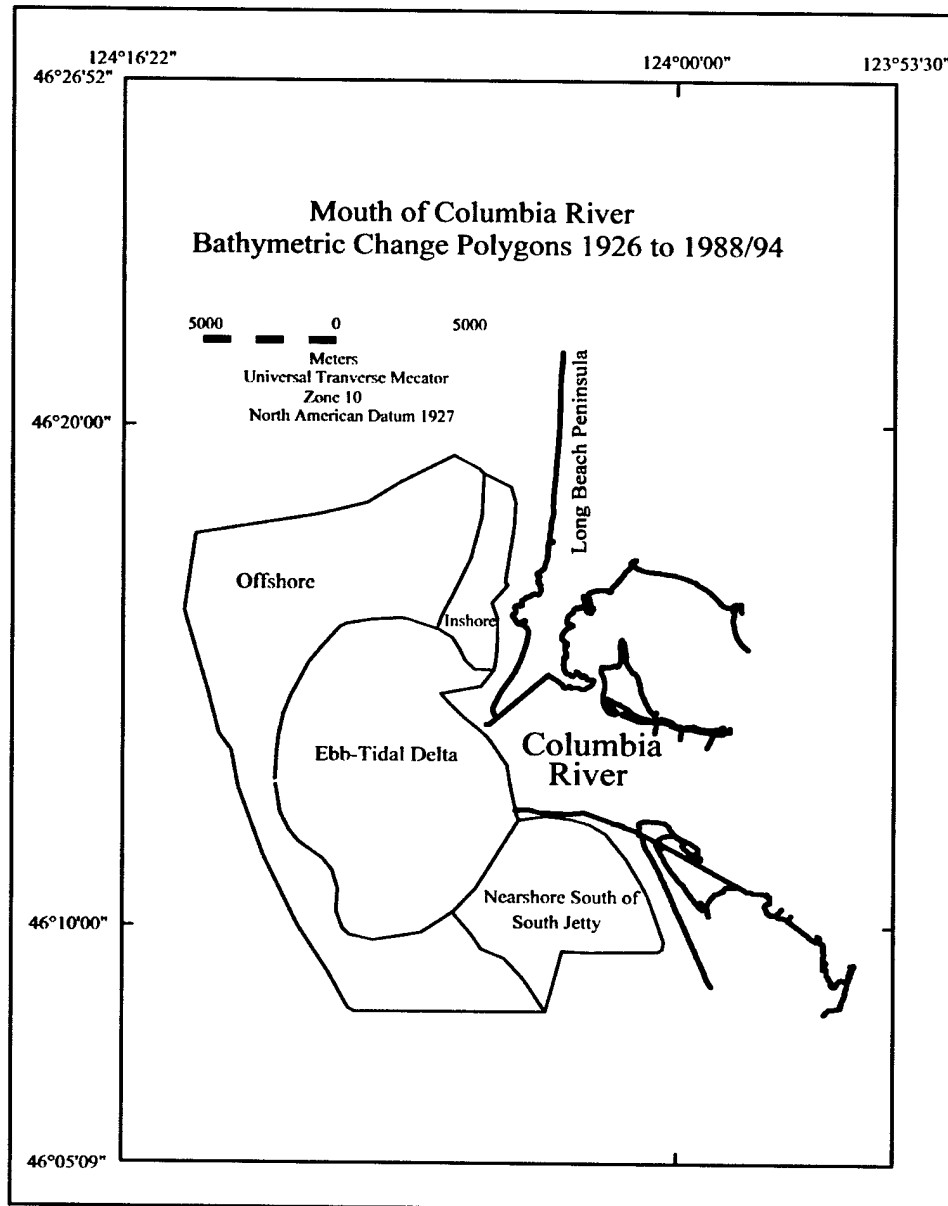 124°16'22"
124°00'00"
123°53'30"
46°26'52"
Mouth of Columbia River
Bathymetric Change Polygons 1926 to 1988/94
5000 0 5000
Meters
Universal Tranverse Mecator
Zone 10
North American Datum 1927
46°20'00"
Long Beach Peninsula
Offshore
Inshore
Ebb-Tidal Delta
Columbia
River
Nearshore South of
South Jetty
46°10'00"
46°05'09"